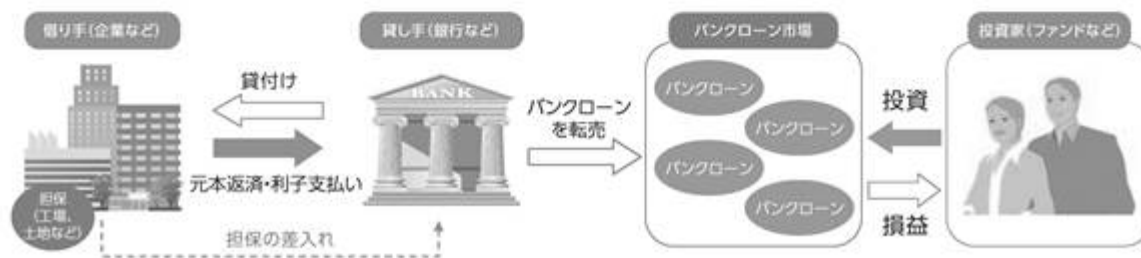 借り手(企業など)
貸し手(銀行など)
バンクローン市場
投資家(ファンドなど)
貸付け
元本返済・利子支払い
担保
(工場、
土地など)
担保の差入れ
BANK
バンクローン
を転売
バンクローン
バンクローン
バンクローン
バンクローン
投資
損益